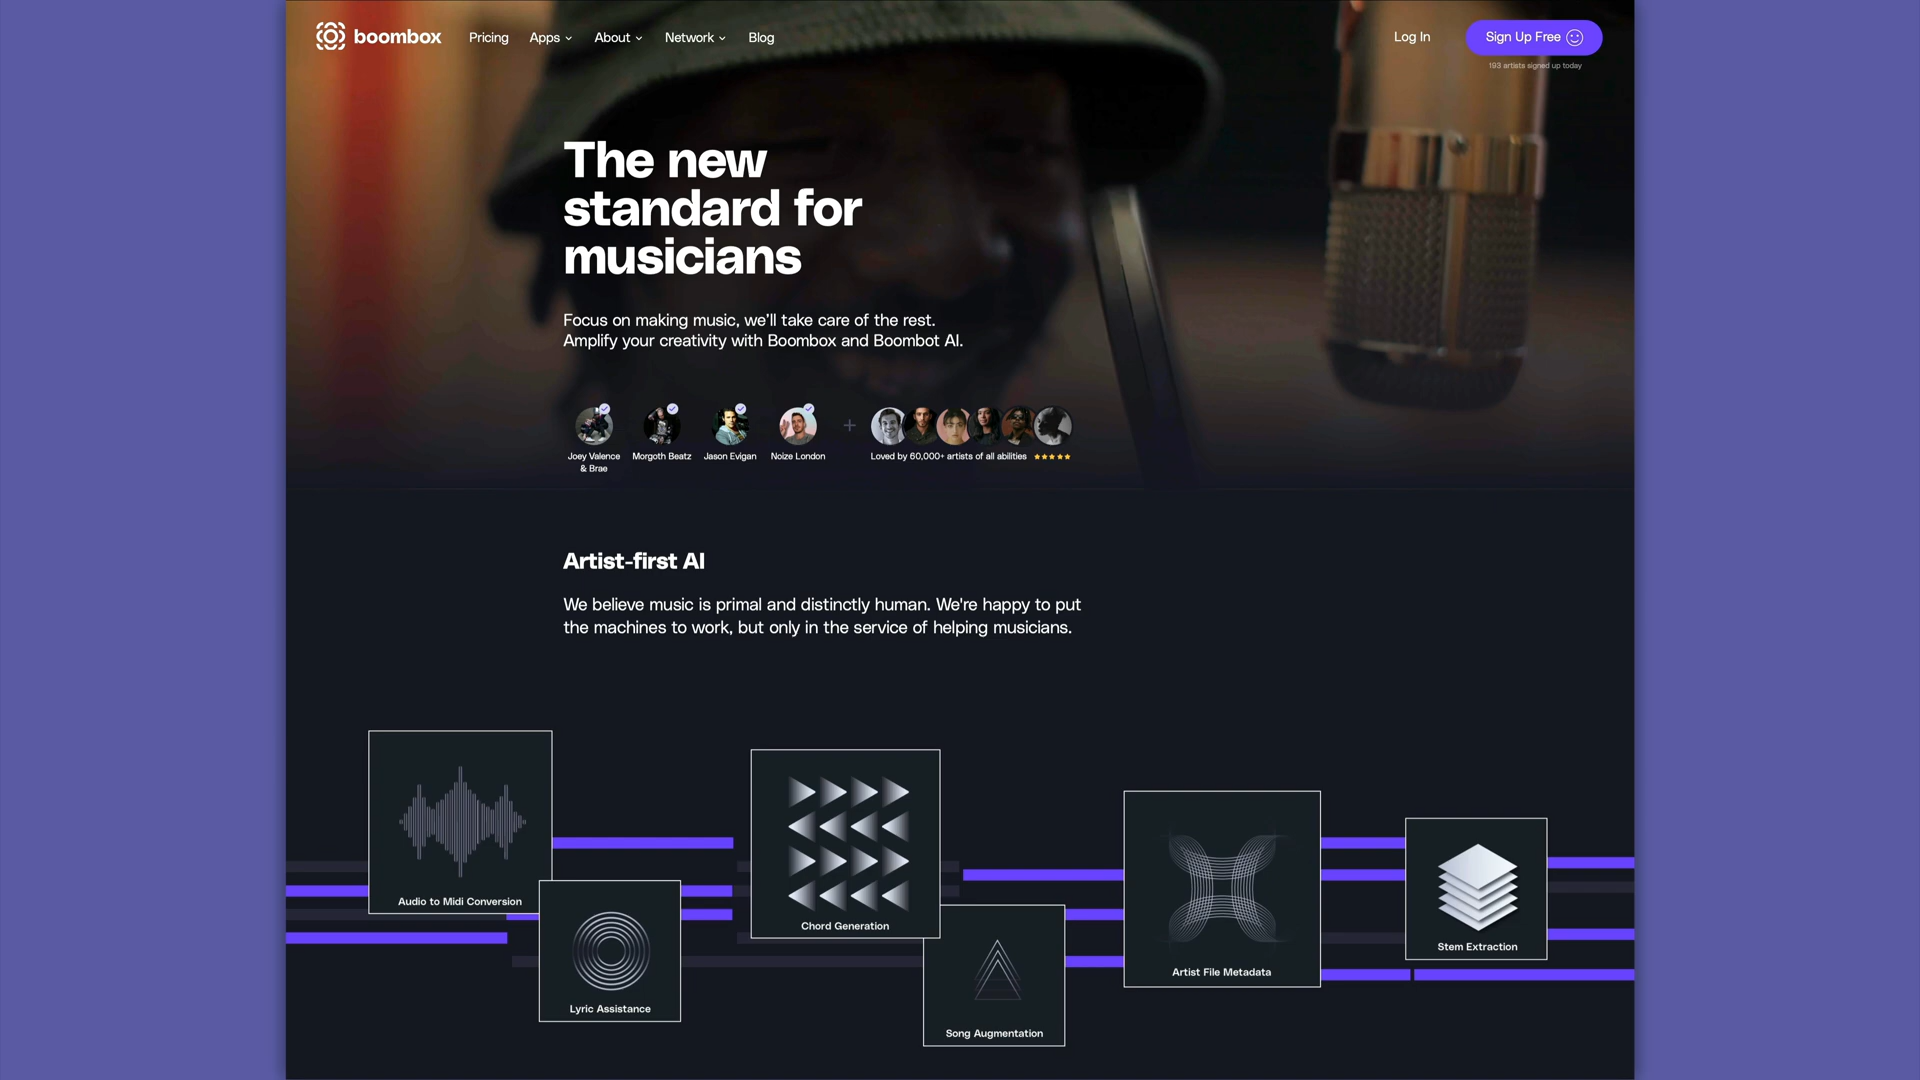 boombox
Pricing
Apps
About
Network
Blog
Log In
Sign Up Free
193 artists signed up today
The new
standard for
musicians
Focus on making music, we'll take care of the rest.
Amplify your creativity with Boombox and Boombot AI.
Joey Valence
& Brae
Morgoth Beatz
Jason Evigan
Noize London
+
Loved by 60,000+ artists of all abilities
Artist-first AI
We believe music is primal and distinctly human. We're happy to put
the machines to work, but only in the service of helping musicians.
Audio to Midi Conversion
Lyric Assistance
Chord Generation
Song Augmentation
Artist File Metadata
Stem Extraction